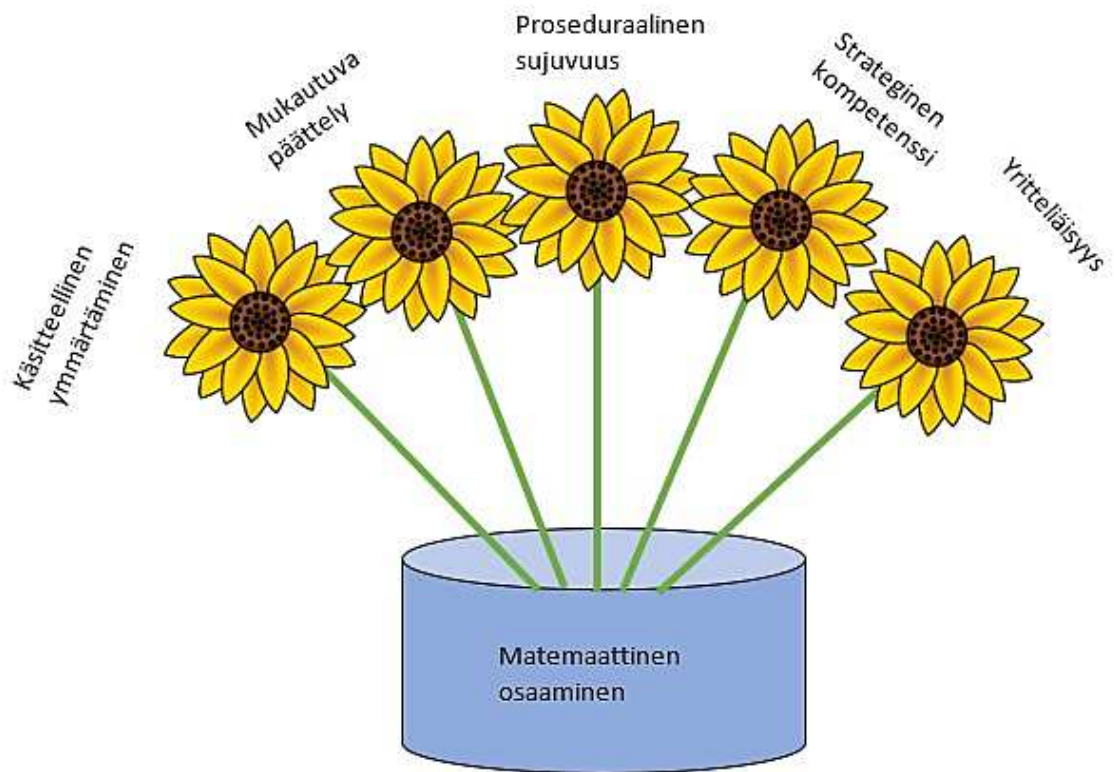 Käsitteellinen
ymmärtäminen
Mukautuva
päättely
Proseduraalinen
sujuvuus
Strateginen
kompetenssi
Yritteliäisyys
Matemaattinen
osaaminen